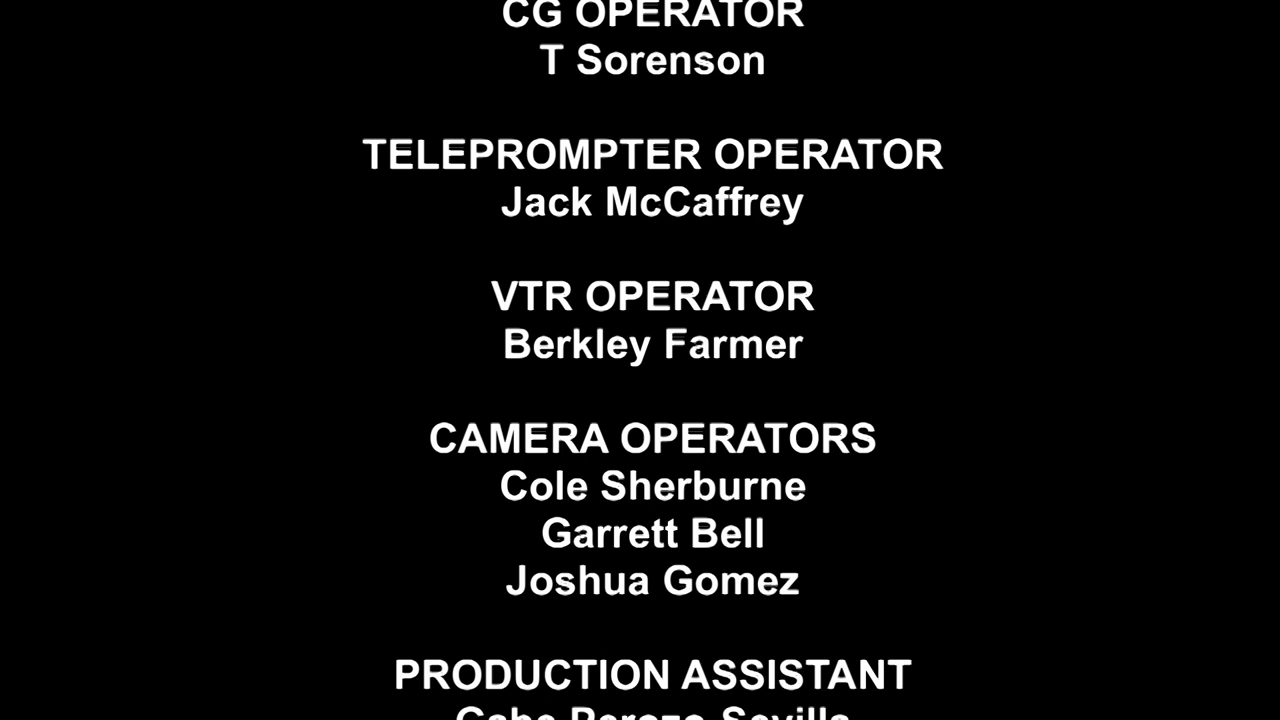 CG OPERATOR
T Sorenson
TELEPROMPTER OPERATOR
Jack McCaffrey
VTR OPERATOR
Berkley Farmer
CAMERA OPERATORS
Cole Sherburne
Garrett Bell
Joshua Gomez
PRODUCTION ASSISTANT